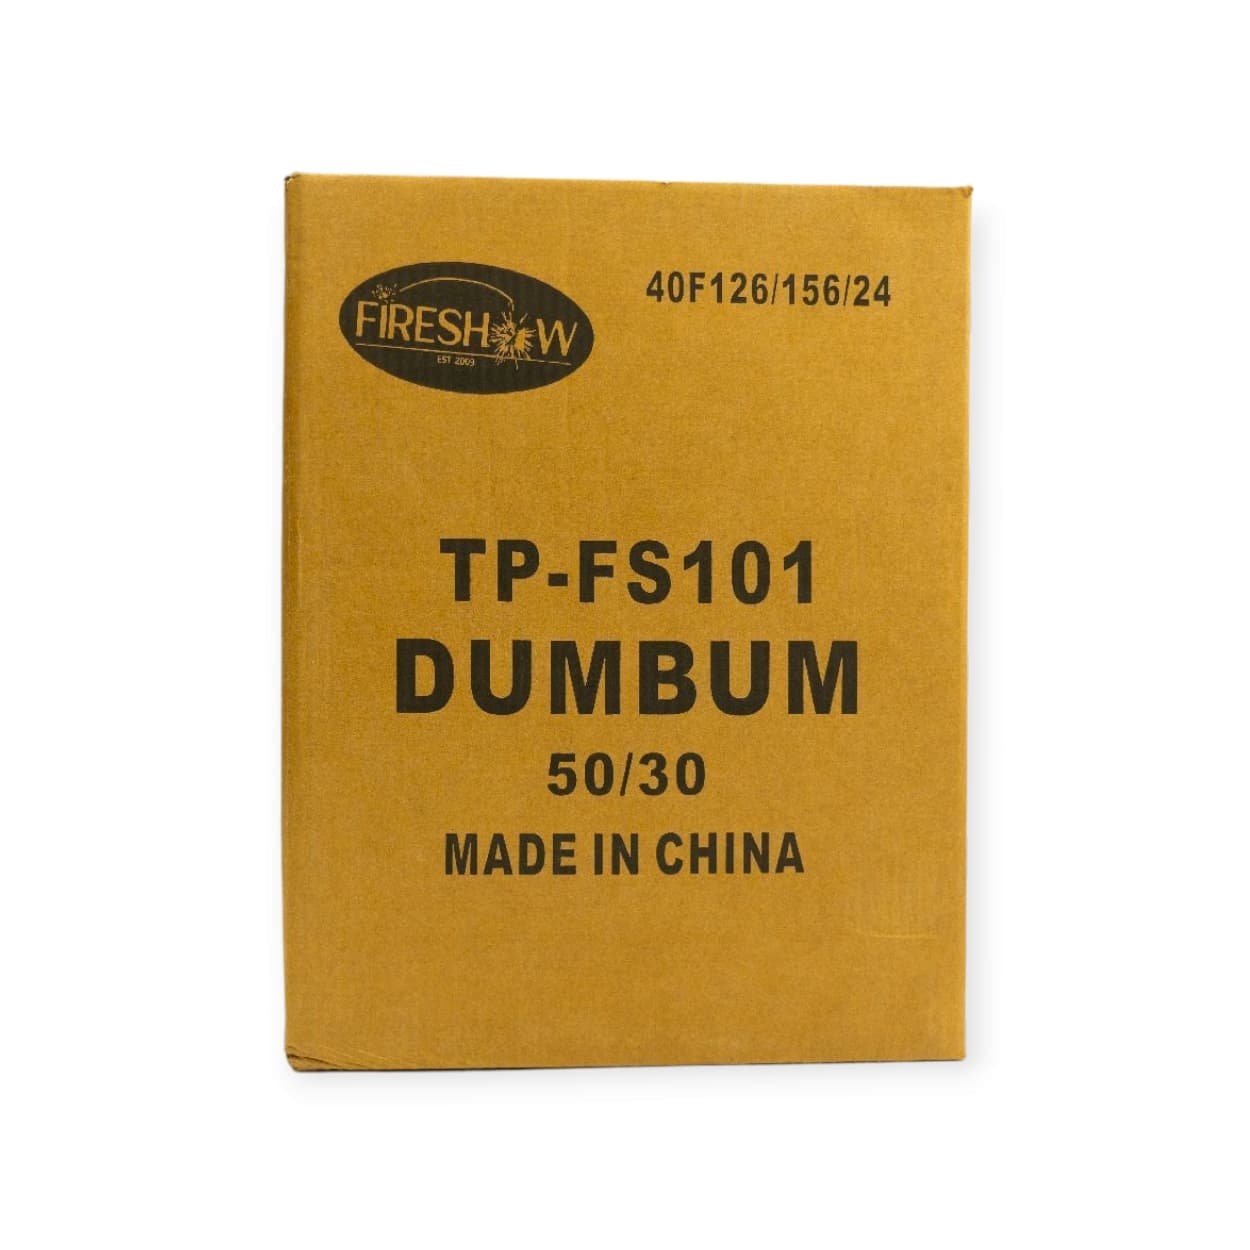 FIRESHOW
EST 2009
40F126/156/24
TP-FS101
DUMBUM
50/30
MADE IN CHINA